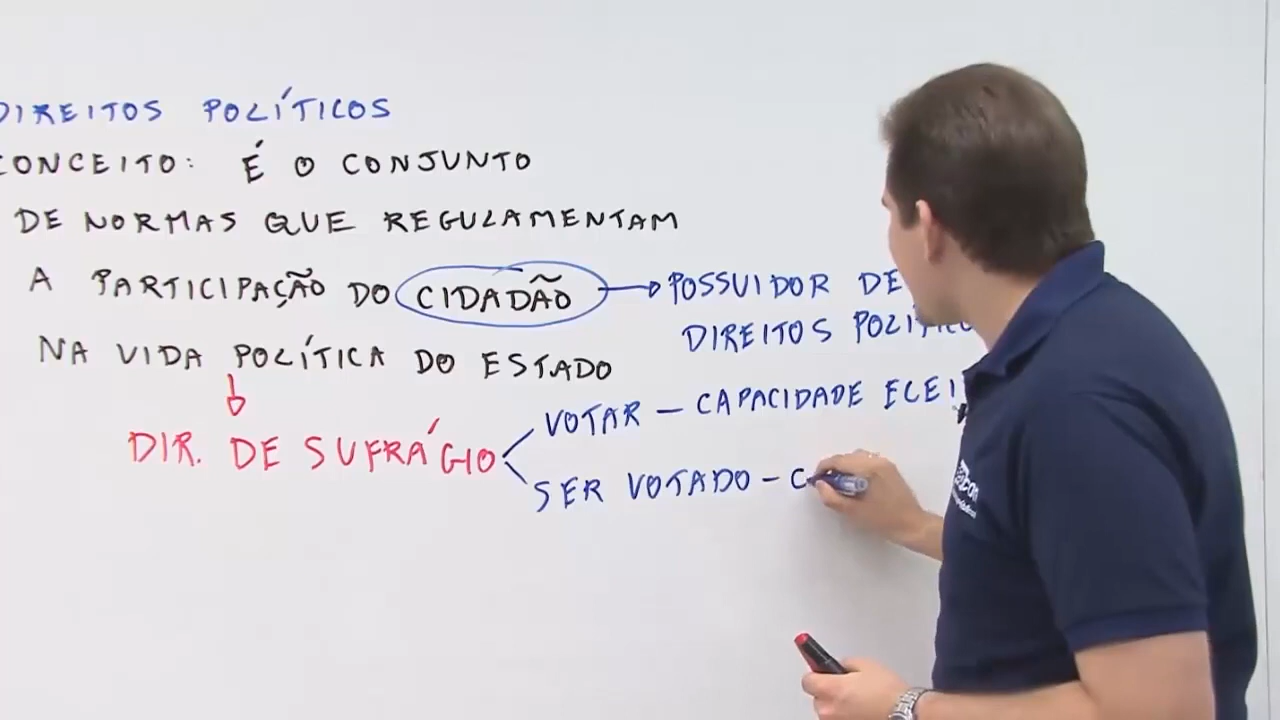 DIREITOS POLÍTICOS
CONCEITO: É O CONJUNTO
DE NORMAS QUE REGULAMENTAM
A PARTICIPAÇÃO DO CIDADÃO → POSSUIDOR DE
DIREITOS
NA VIDA POLÍTICA DO ESTADO
VOTAR — CAPACIDADE
DIR. DE SUFRÁGIO
SER VOTADO - C